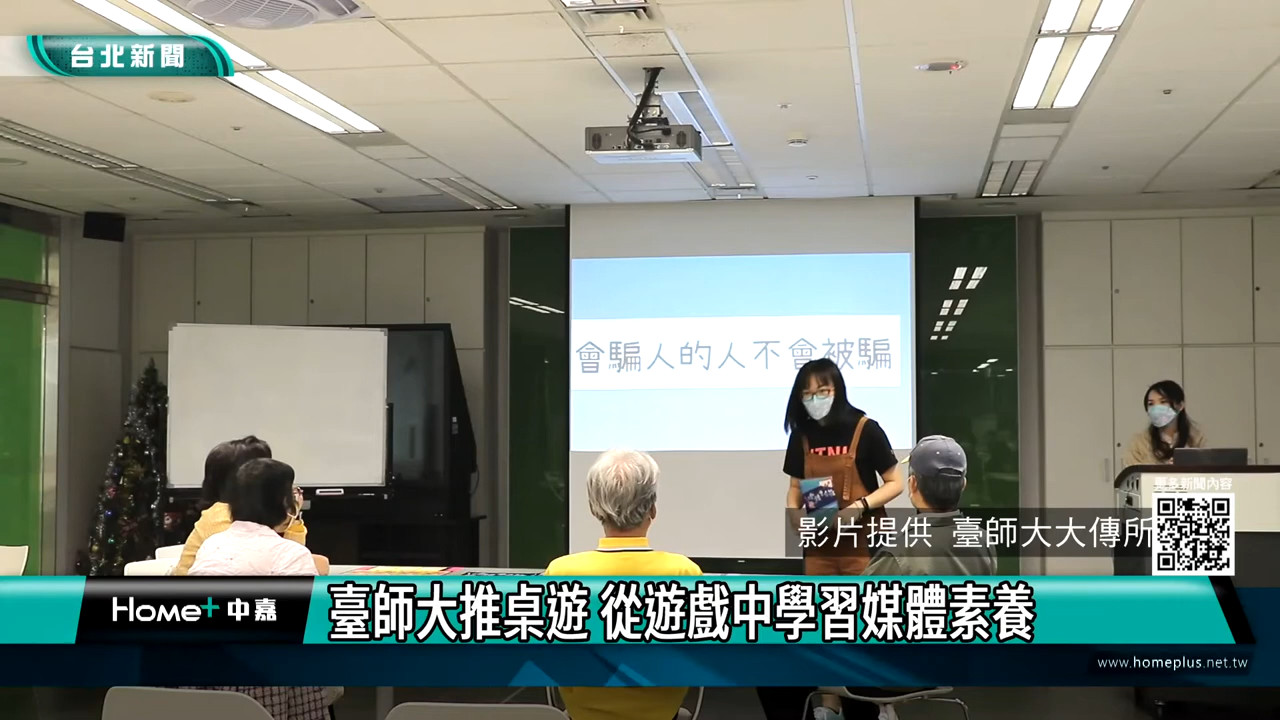 台北新聞
會騙人的人不會被騙
更多新聞內容
影片提供 臺師大大傳所
Home+中嘉
臺師大推桌遊 從遊戲中學習媒體素養
www.homeplus.net.tw